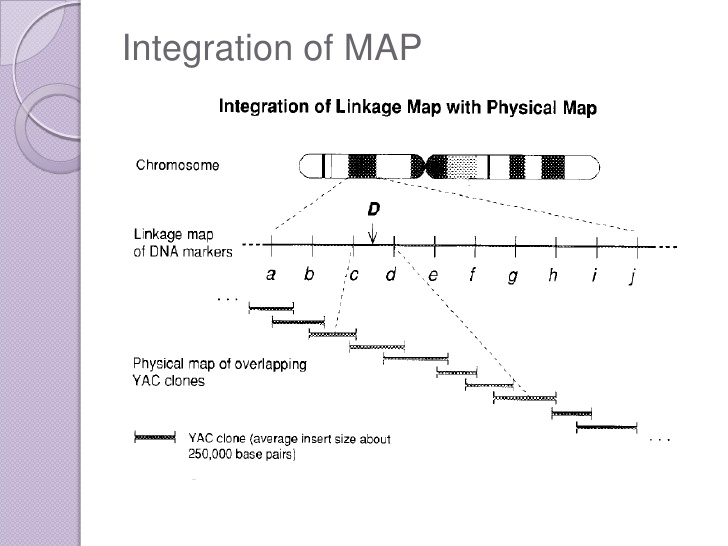 Integration of MAP
Integration of Linkage Map with Physical Map
Chromosome
D
Linkage map
of DNA markers
a b c d e f g h i j
. . .
Physical map of overlapping
YAC clones
YAC clone (average insert size about
250,000 base pairs)
. . .